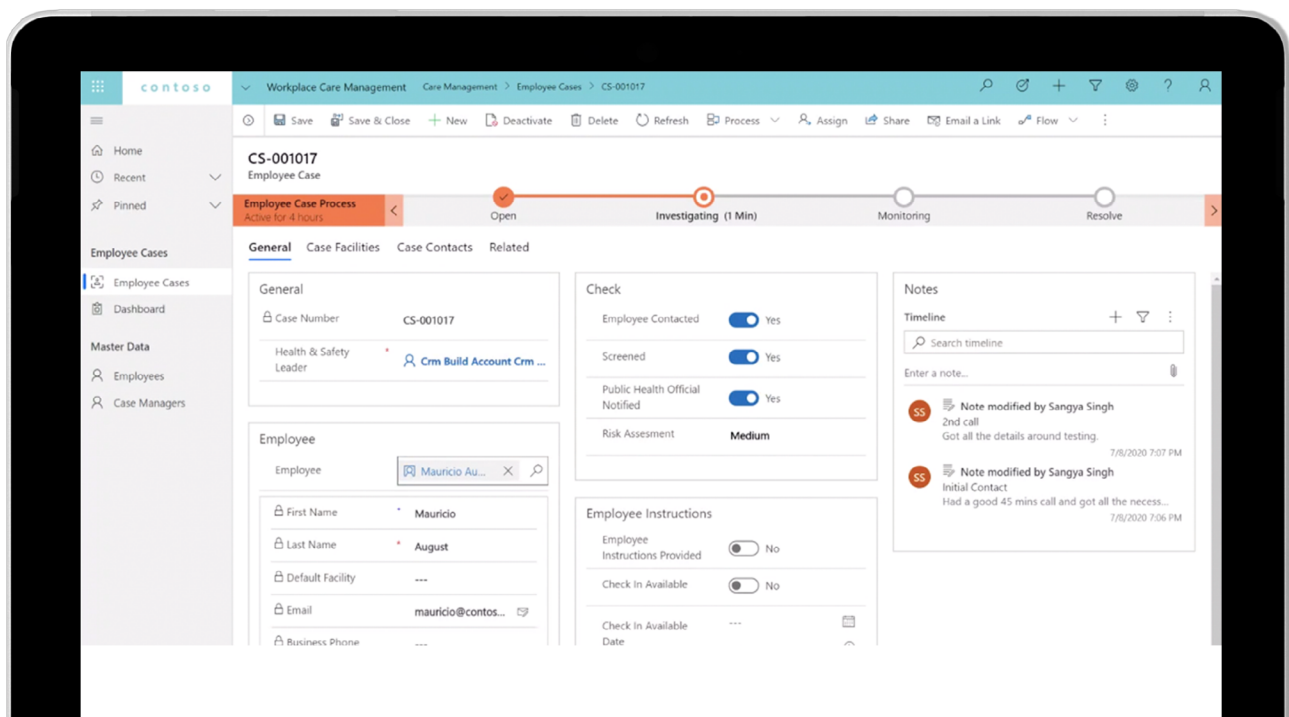 contoso
Workplace Care Management Care Management > Employee Cases > CS-001017
Save Save & Close New Deactivate Delete Refresh Process Assign Share Email a Link Flow
Home
Recent
Pinned
Employee Cases
Employee Cases
Dashboard
Master Data
Employees
Case Managers
CS-001017
Employee Case
Employee Case Process
Active for 4 hours
Open
Investigating (1 Min)
Monitoring
Resolve
General Case Facilities Case Contacts Related
General
Case Number CS-001017
Health & Safety
Leader
* Crm Build Account Crm ...
Employee
Employee Mauricio Au...
First Name * Mauricio
Last Name * August
Default Facility ---
Email mauricio@contos...
Business Phone ---
Check
Employee Contacted Yes
Screened Yes
Public Health Official
Notified
Yes
Risk Assesment Medium
Employee Instructions
Employee
Instructions Provided
No
Check In Available No
Check In Available
Date
---
Notes
Timeline
Search timeline
Enter a note...
SS Note modified by Sangya Singh
2nd call
Got all the details around testing.
7/8/2020 7:07 PM
SS Note modified by Sangya Singh
Initial Contact
Had a good 45 mins call and got all the necess...
7/8/2020 7:06 PM